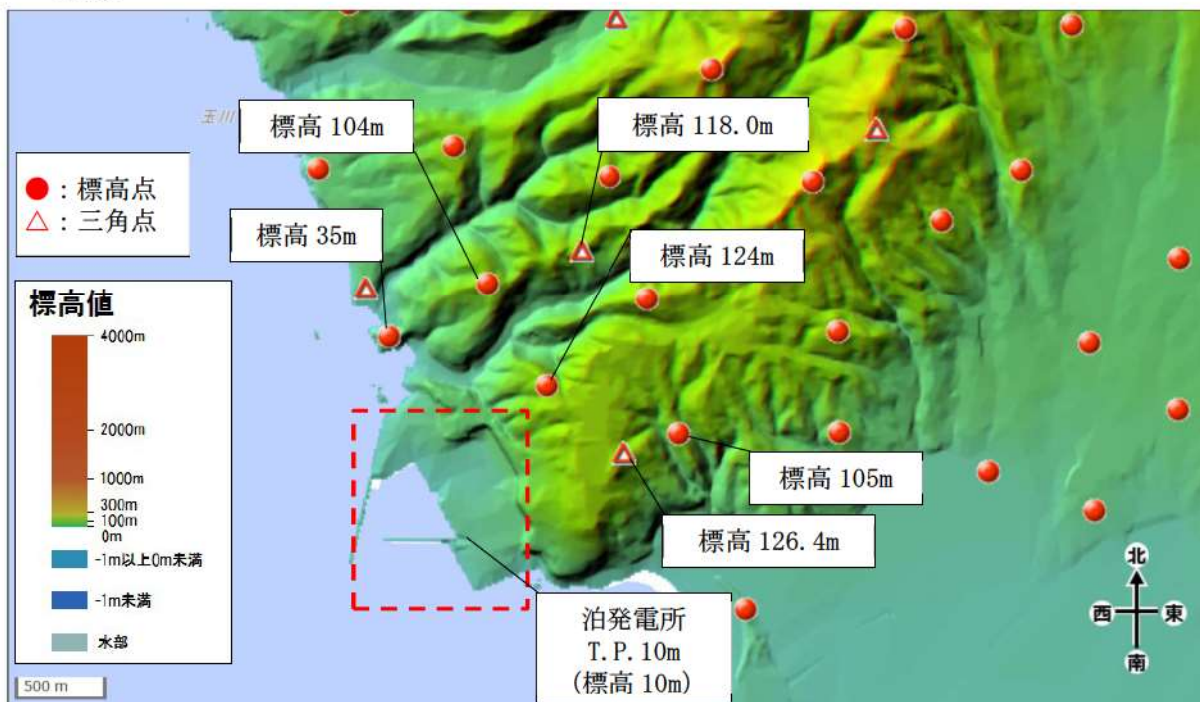 玉川
標高 104m
標高 118.0m
●：標高点
△：三角点
標高 35m
標高 124m
標高値
4000m
2000m
1000m
300m
100m
0m
-1m以上0m未満
-1m未満
水部
標高 105m
標高 126.4m
泊発電所
T.P.10m
(標高 10m)
北
西
東
南
500 m